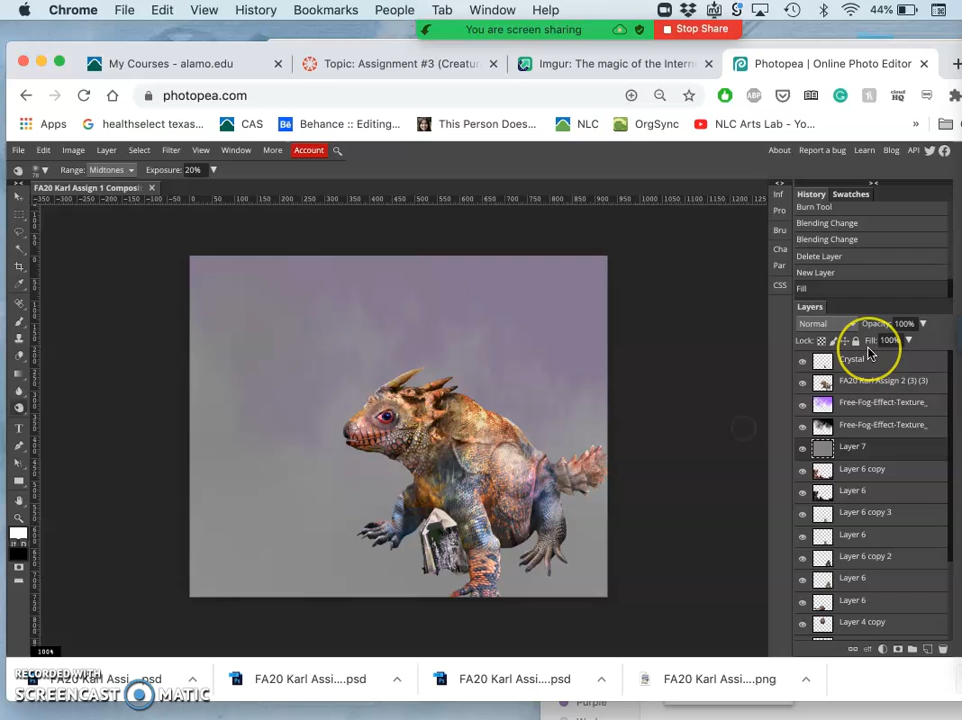 Chrome File Edit View History Bookmarks People Tab Window Help 44%
You are screen sharing Stop Share
My Courses - alamo.edu Topic: Assignment #3 (Creatur Imgur: The magic of the Intern Photopea | Online Photo Editor
photopea.com
Apps healthselect texas... CAS Behance :: Editing... This Person Does... NLC OrgSync NLC Arts Lab - Yo... »
File Edit Image Layer Select Filter View Window More Account About Report a bug Learn Blog API
Range: Midtones Exposure: 20%
FA20 Karl Assign 1 Composi
History Swatches
Burn Tool
Blending Change
Blending Change
Delete Layer
New Layer
Fill
Inf
Pro
Bru
Cha
Par
CSS
Layers
Normal Opacity: 100%
Lock: Fill: 100%
Crystal
FA20 Karl Assign 2 (3) (3)
Free-Fog-Effect-Texture_
Free-Fog-Effect-Texture_
Layer 7
Layer 6 copy
Layer 6
Layer 6 copy 3
Layer 6
Layer 6 copy 2
Layer 6
Layer 6
Layer 4 copy
100%
FA20 Karl Assi....psd FA20 Karl Assi....psd FA20 Karl Assi....png
RECORDED WITH
SCREENCAST MATIC
Purple